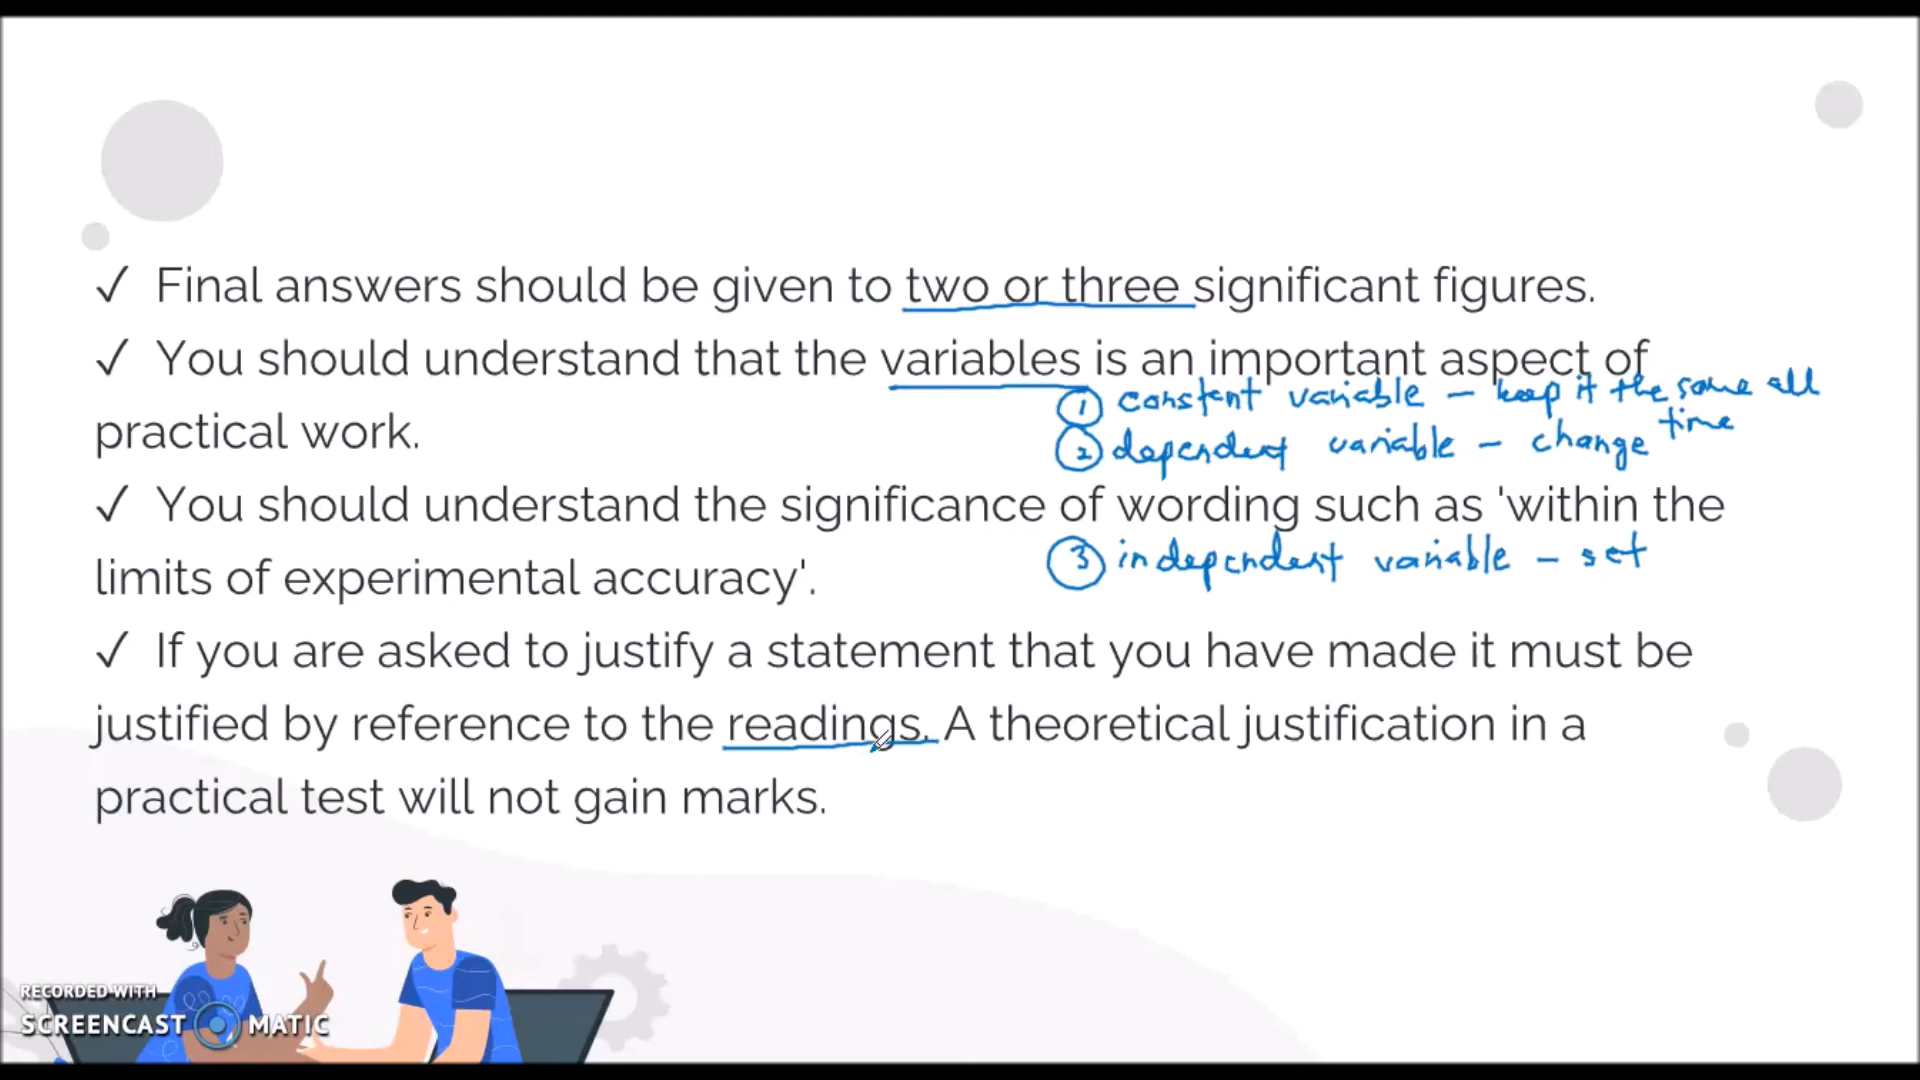 ✓ Final answers should be given to two or three significant figures.
✓ You should understand that the variables is an important aspect of
① constant variable – keep it the same all
time
practical work.
② dependent variable – change
✓ You should understand the significance of wording such as 'within the
③ independent variable – set
limits of experimental accuracy'.
✓ If you are asked to justify a statement that you have made it must be
justified by reference to the readings. A theoretical justification in a
practical test will not gain marks.
RECORDED WITH
SCREENCAST MATIC